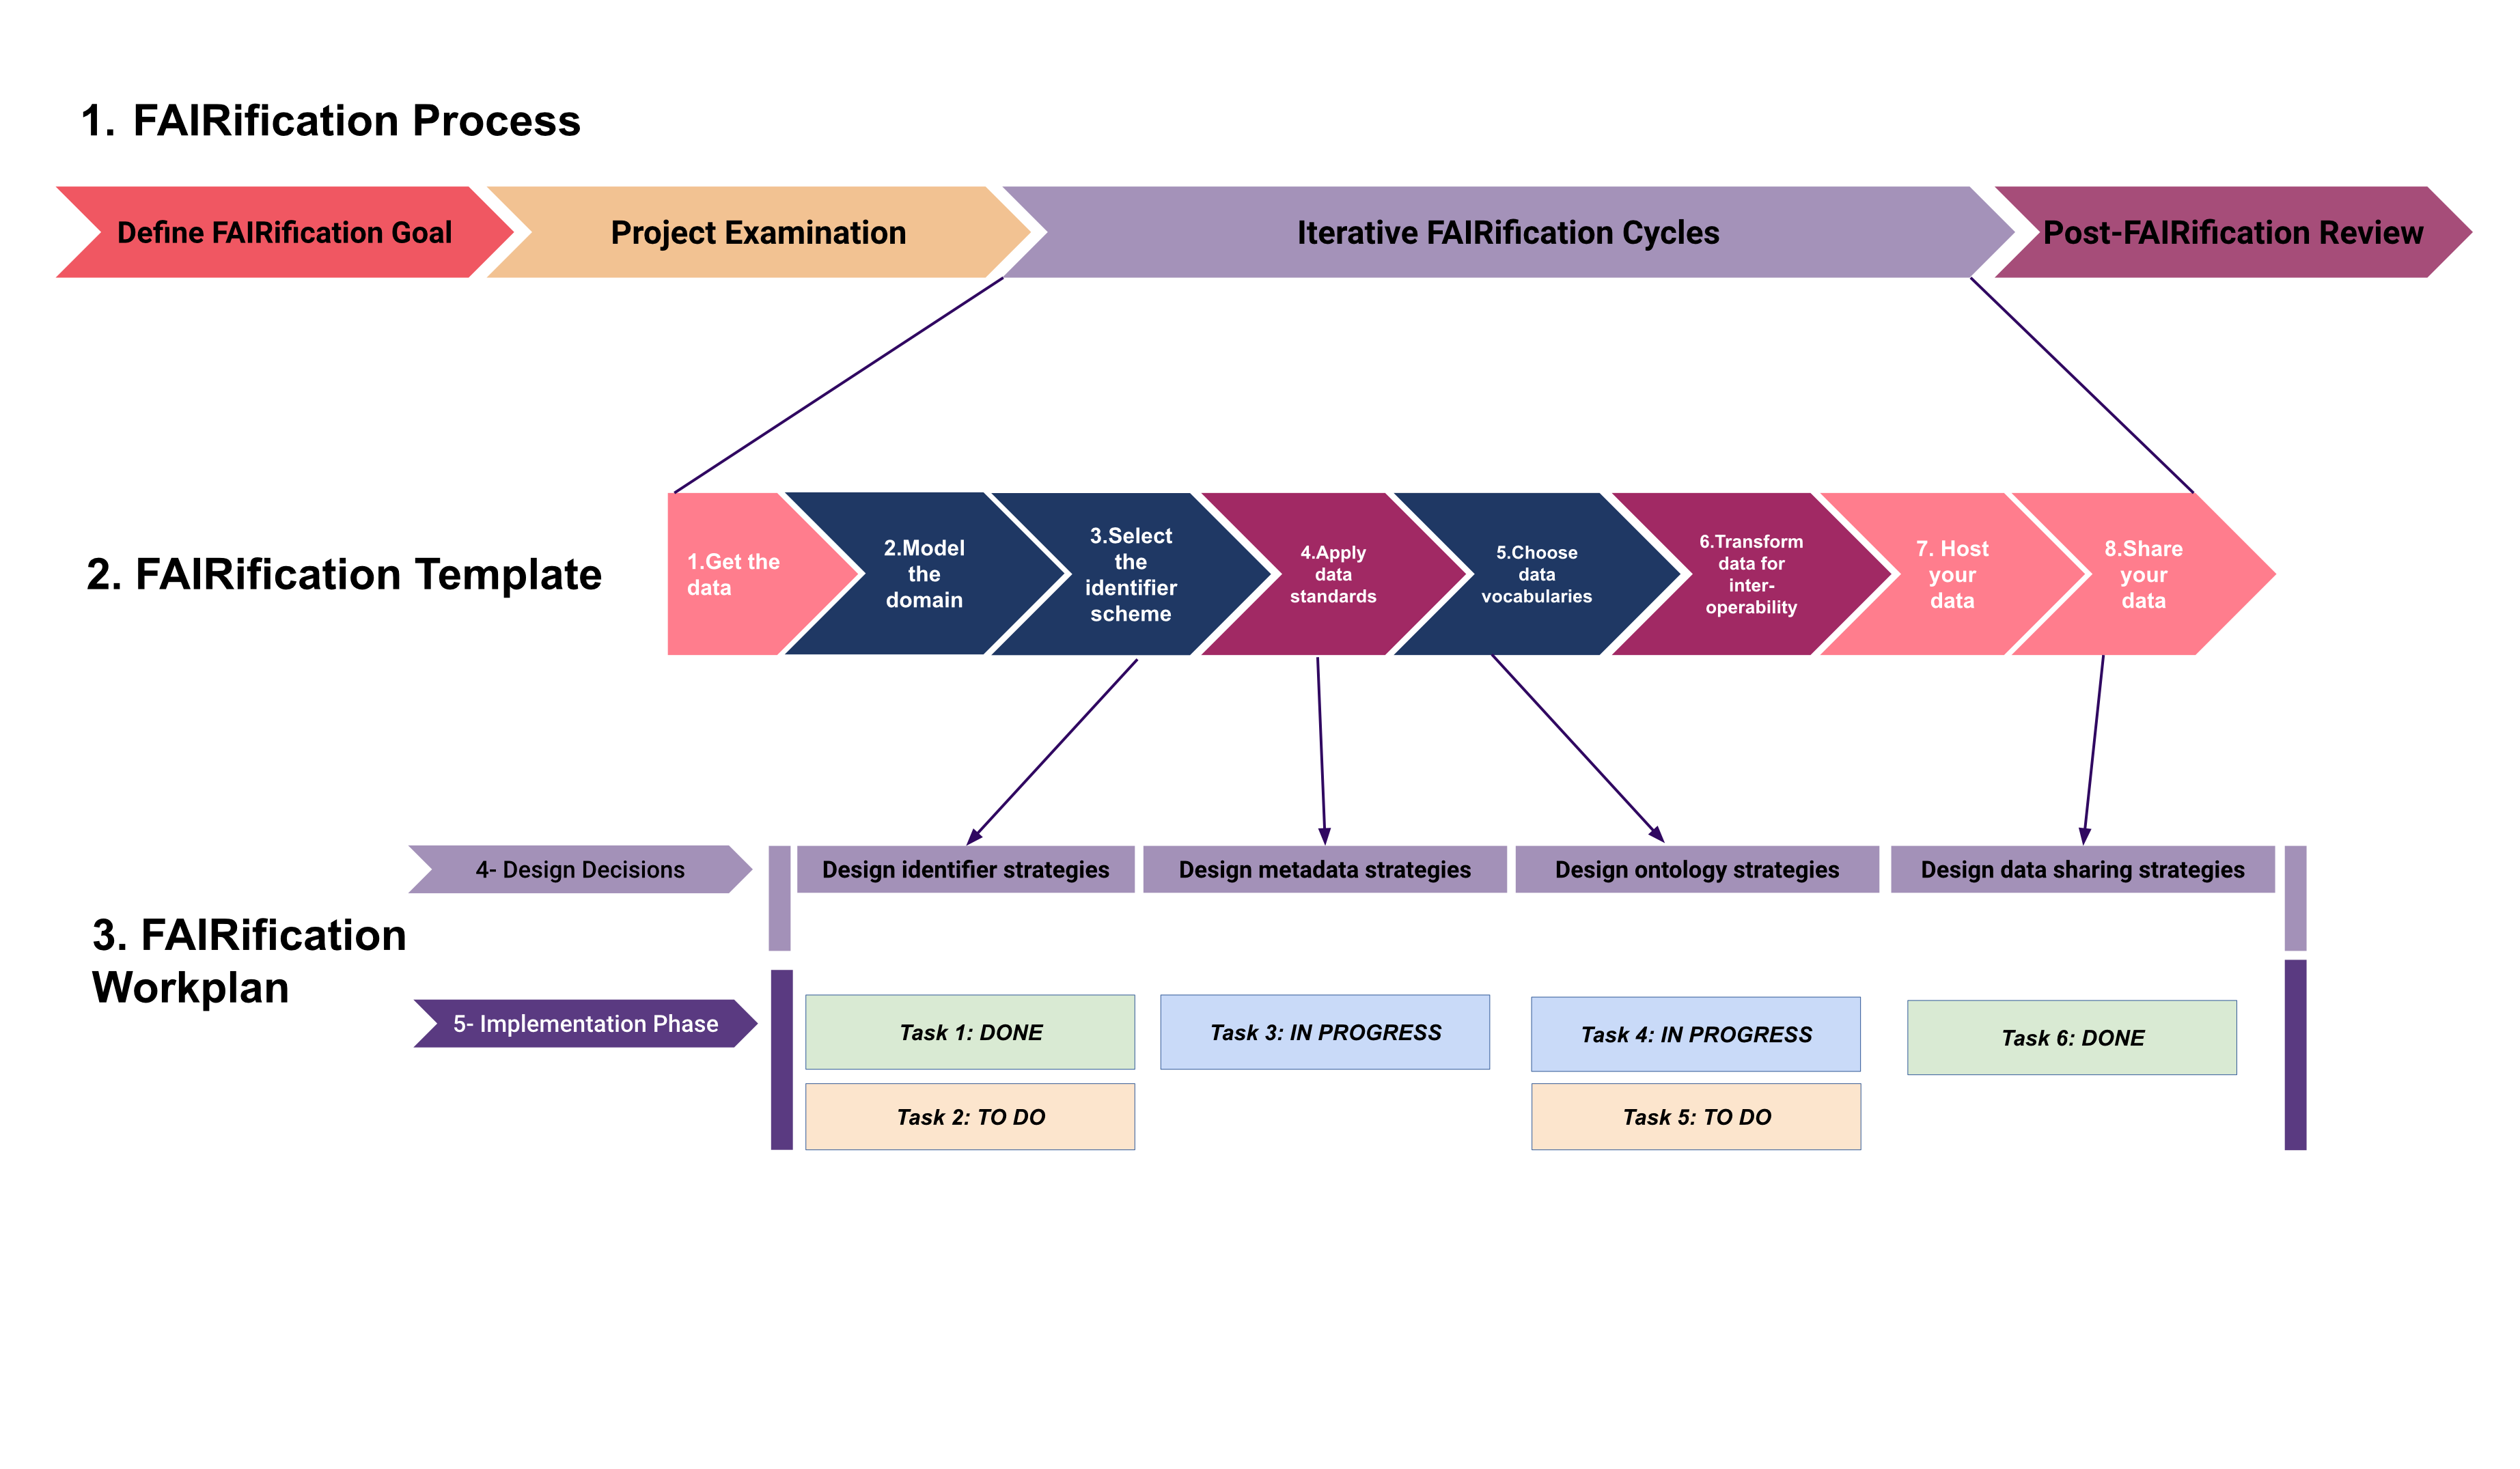 1. FAIRification Process
Define FAIRification Goal
Project Examination
Iterative FAIRification Cycles
Post-FAIRification Review
2. FAIRification Template
1.Get the
data
2.Model
the
domain
3.Select
the
identifier
scheme
4.Apply
data
standards
5.Choose
data
vocabularies
6.Transform
data for
inter-
operability
7. Host
your
data
8.Share
your
data
3. FAIRification
Workplan
4- Design Decisions
Design identifier strategies
Design metadata strategies
Design ontology strategies
Design data sharing strategies
5- Implementation Phase
Task 1: DONE
Task 3: IN PROGRESS
Task 4: IN PROGRESS
Task 6: DONE
Task 2: TO DO
Task 5: TO DO